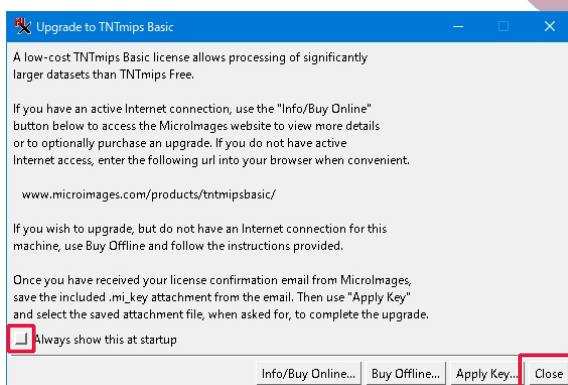 Upgrade to TNTmips Basic
A low-cost TNTmips Basic license allows processing of significantly
larger datasets than TNTmips Free.
If you have an active Internet connection, use the "Info/Buy Online"
button below to access the MicroImages website to view more details
or to optionally purchase an upgrade. If you do not have active
Internet access, enter the following url into your browser when convenient.
www.microimages.com/products/tntmipsbasic/
If you wish to upgrade, but do not have an Internet connection for this
machine, use Buy Offline and follow the instructions provided.
Once you have received your license confirmation email from MicroImages,
save the included .mi_key attachment from the email. Then use "Apply Key"
and select the saved attachment file, when asked for, to complete the upgrade.
Always show this at startup
Info/Buy Online... Buy Offline... Apply Key... Close